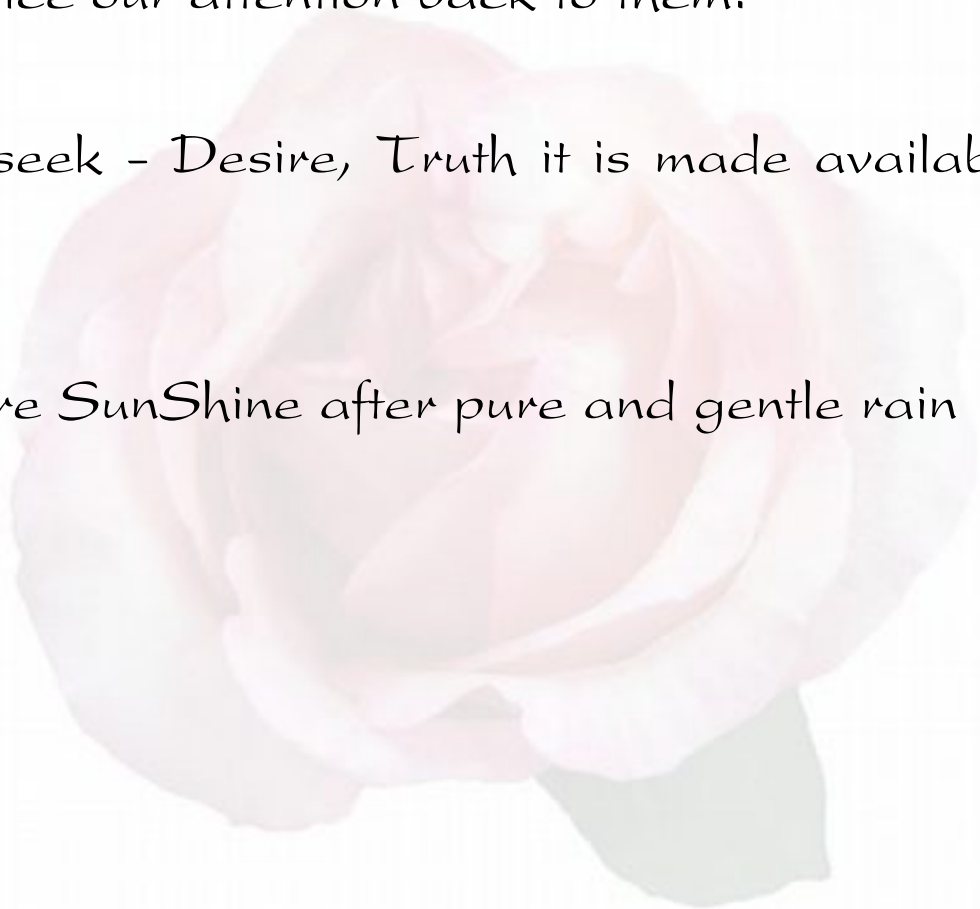 our attention back to them.
seek - Desire, Truth it is made availab
re SunShine after pure and gentle rain